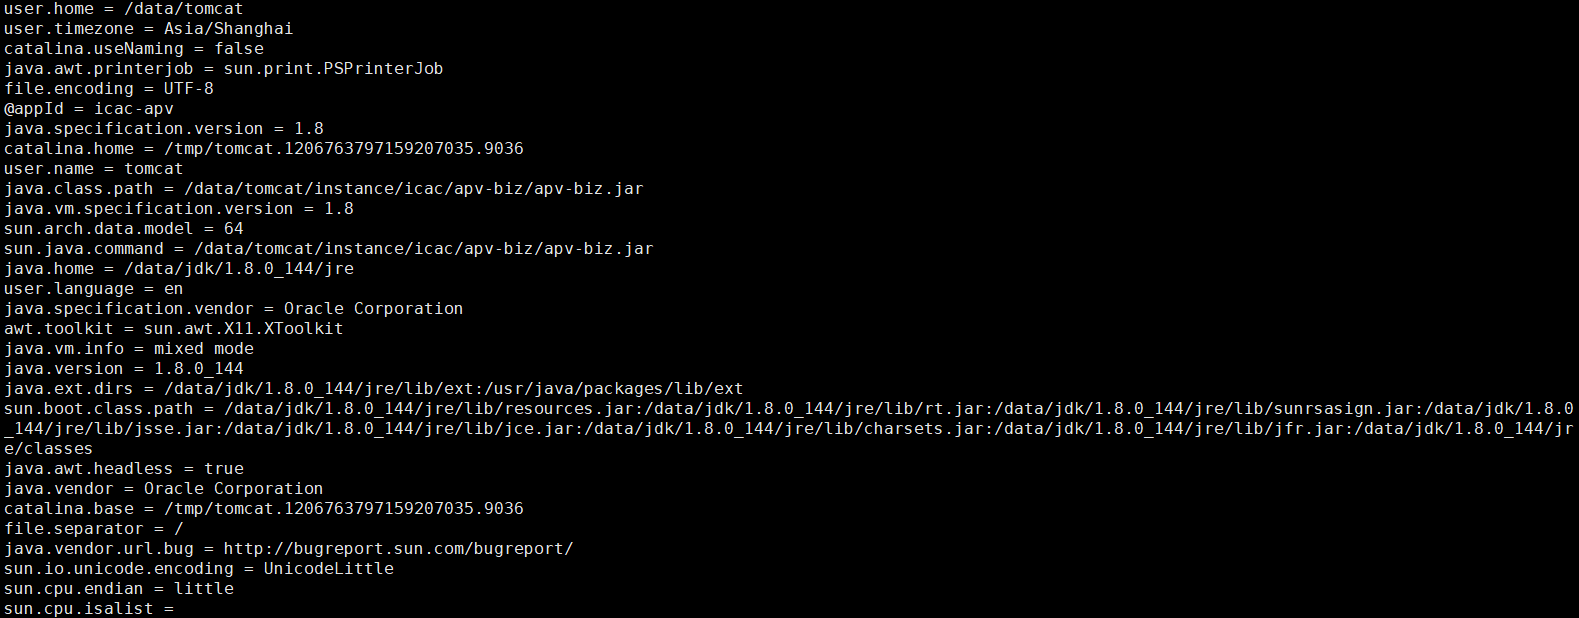 user.home = /data/tomcat
user.timezone = Asia/Shanghai
catalina.useNaming = false
java.awt.printerjob = sun.print.PSPrinterJob
file.encoding = UTF-8
@appId = icac-apv
java.specification.version = 1.8
catalina.home = /tmp/tomcat.1206763797159207035.9036
user.name = tomcat
java.class.path = /data/tomcat/instance/icac/apv-biz/apv-biz.jar
java.vm.specification.version = 1.8
sun.arch.data.model = 64
sun.java.command = /data/tomcat/instance/icac/apv-biz/apv-biz.jar
java.home = /data/jdk/1.8.0_144/jre
user.language = en
java.specification.vendor = Oracle Corporation
awt.toolkit = sun.awt.X11.XToolkit
java.vm.info = mixed mode
java.version = 1.8.0_144
java.ext.dirs = /data/jdk/1.8.0_144/jre/lib/ext:/usr/java/packages/lib/ext
sun.boot.class.path = /data/jdk/1.8.0_144/jre/lib/resources.jar:/data/jdk/1.8.0_144/jre/lib/rt.jar:/data/jdk/1.8.0_144/jre/lib/sunrsasign.jar:/data/jdk/1.8.0
_144/jre/lib/jsse.jar:/data/jdk/1.8.0_144/jre/lib/jce.jar:/data/jdk/1.8.0_144/jre/lib/charsets.jar:/data/jdk/1.8.0_144/jre/lib/jfr.jar:/data/jdk/1.8.0_144/jr
e/classes
java.awt.headless = true
java.vendor = Oracle Corporation
catalina.base = /tmp/tomcat.1206763797159207035.9036
file.separator = /
java.vendor.url.bug = http://bugreport.sun.com/bugreport/
sun.io.unicode.encoding = UnicodeLittle
sun.cpu.endian = little
sun.cpu.isalist =